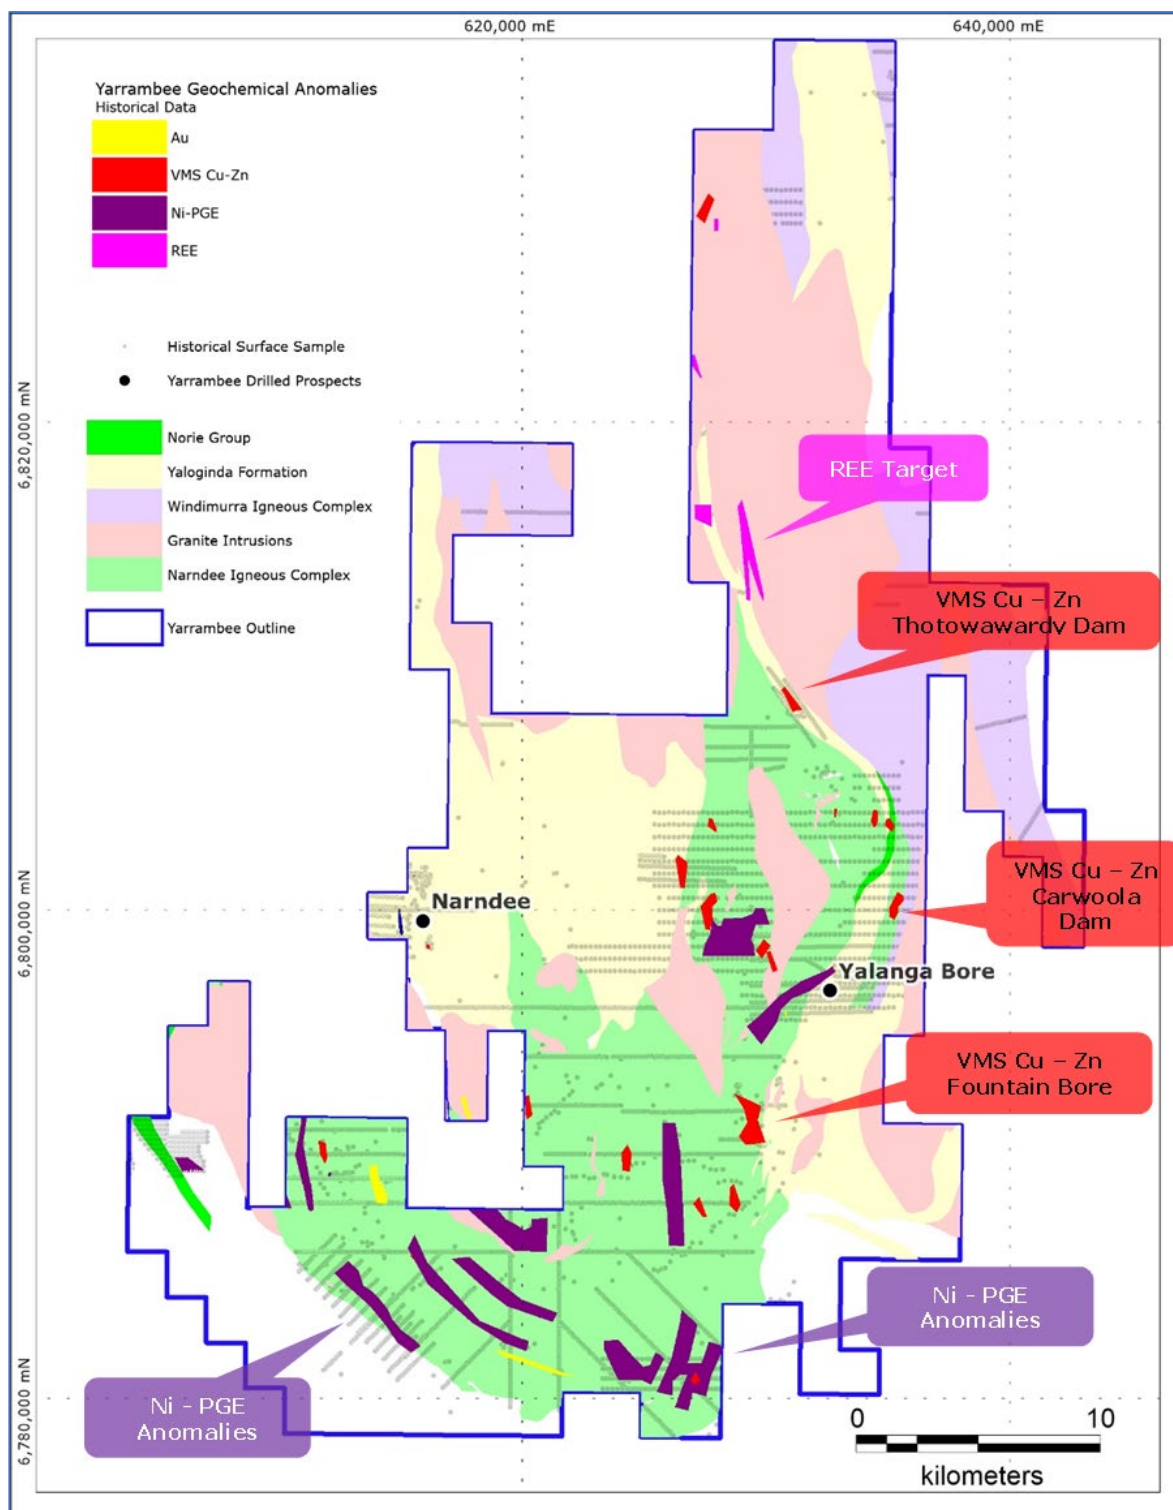 620,000 mE
640,000 mE
Yarrambee Geochemical Anomalies
Historical Data
Au
VMS Cu-Zn
Ni-PGE
REE
Historical Surface Sample
Yarrambee Drilled Prospects
Norie Group
Yaloginda Formation
Windimurra Igneous Complex
Granite Intrusions
Narndee Igneous Complex
Yarrambee Outline
6,820,000 mN
REE Target
VMS Cu – Zn
Thotowawardy Dam
VMS Cu – Zn
Carwoola
Dam
6,800,000 mN
Narndee
Yalanga Bore
VMS Cu – Zn
Fountain Bore
Ni - PGE
Anomalies
Ni - PGE
Anomalies
6,780,000 mN
0 10
kilometers